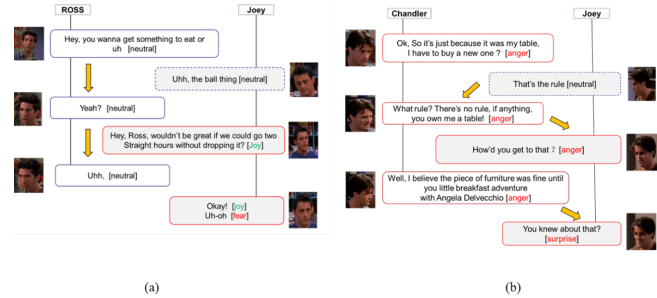 ROSS
Joey
Hey, you wanna get something to eat or
uh [neutral]
Uhh, the ball thing [neutral]
Yeah? [neutral]
Hey, Ross, wouldn't be great if we could go two
Straight hours without dropping it? [Joy]
Uhh, [neutral]
Okay! [joy]
Uh-oh [fear]
(a)
Chandler
Joey
Ok, So it's just because it was my table,
I have to buy a new one ? [anger]
That's the rule [neutral]
What rule? There's no rule, if anything,
you own me a table! [anger]
How'd you get to that ? [anger]
Well, I believe the piece of furniture was fine until
you little breakfast adventure
with Angela Delvecchio [anger]
You knew about that?
[surprise]
(b)